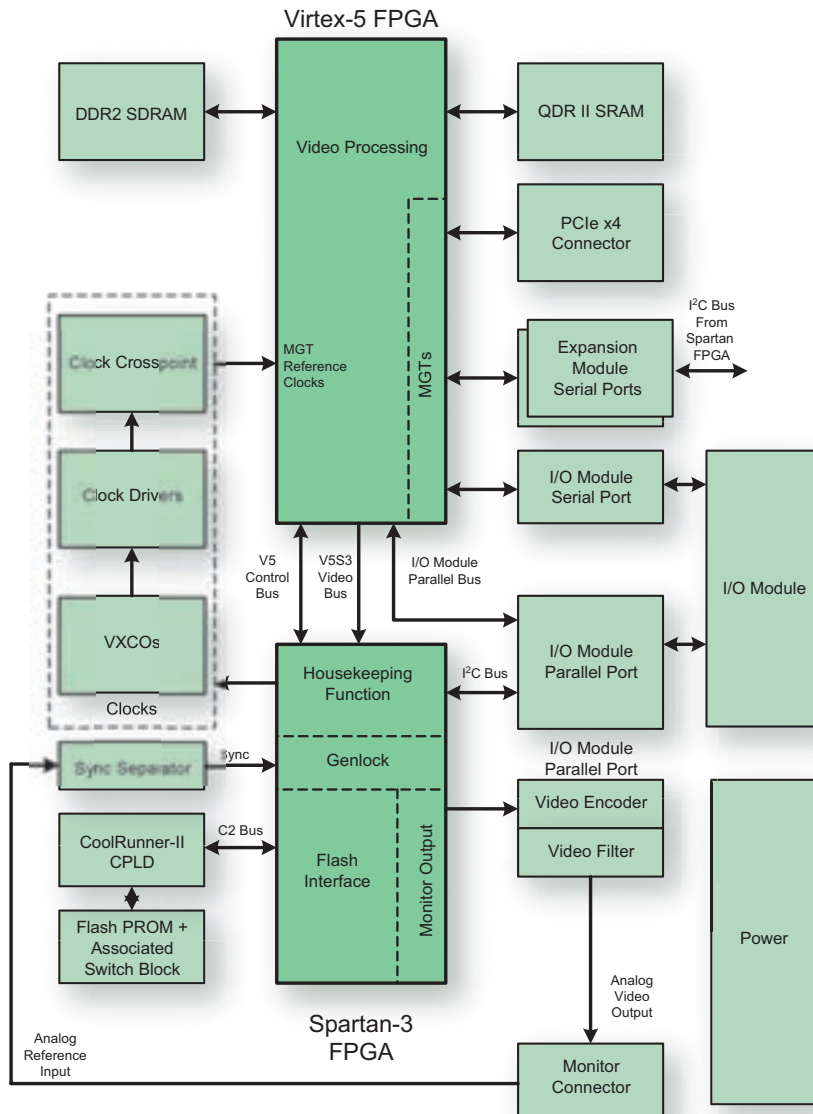 Virtex-5 FPGA
DDR2 SDRAM
Video Processing
QDR II SRAM
PCIe x4
Connector
MGTs
I²C Bus
From
Spartan
FPGA
Clock Crosspoint
MGT
Reference
Clocks
Expansion
Module
Serial Ports
Clock Drivers
I/O Module
Serial Port
V5
Control
Bus
V5S3
Video
Bus
I/O Module
Parallel Bus
I/O Module
VXCOs
Clocks
Housekeeping
Function
I²C Bus
I/O Module
Parallel Port
Sync Separator
Sync
Genlock
I/O Module
Parallel Port
Video Encoder
Video Filter
CoolRunner-II
CPLD
C2 Bus
Flash
Interface
Monitor Output
Flash PROM +
Associated
Switch Block
Power
Spartan-3
FPGA
Analog
Video
Output
Analog
Reference
Input
Monitor
Connector